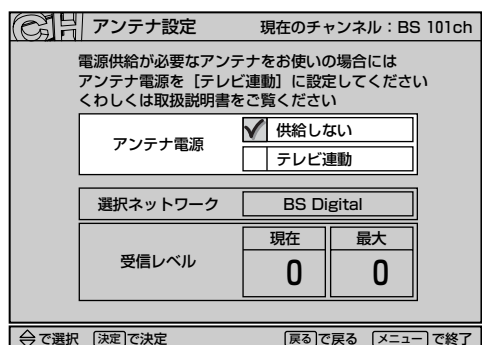 CH アンテナ設定 現在のチャンネル：BS 101ch
電源供給が必要なアンテナをお使いの場合には
アンテナ電源を［テレビ連動］に設定してください
くわしくは取扱説明書をご覧ください
アンテナ電源
供給しない
テレビ連動
選択ネットワーク BS Digital
受信レベル
現在 最大
0 0
で選択 決定で決定 戻るで戻る メニューで終了